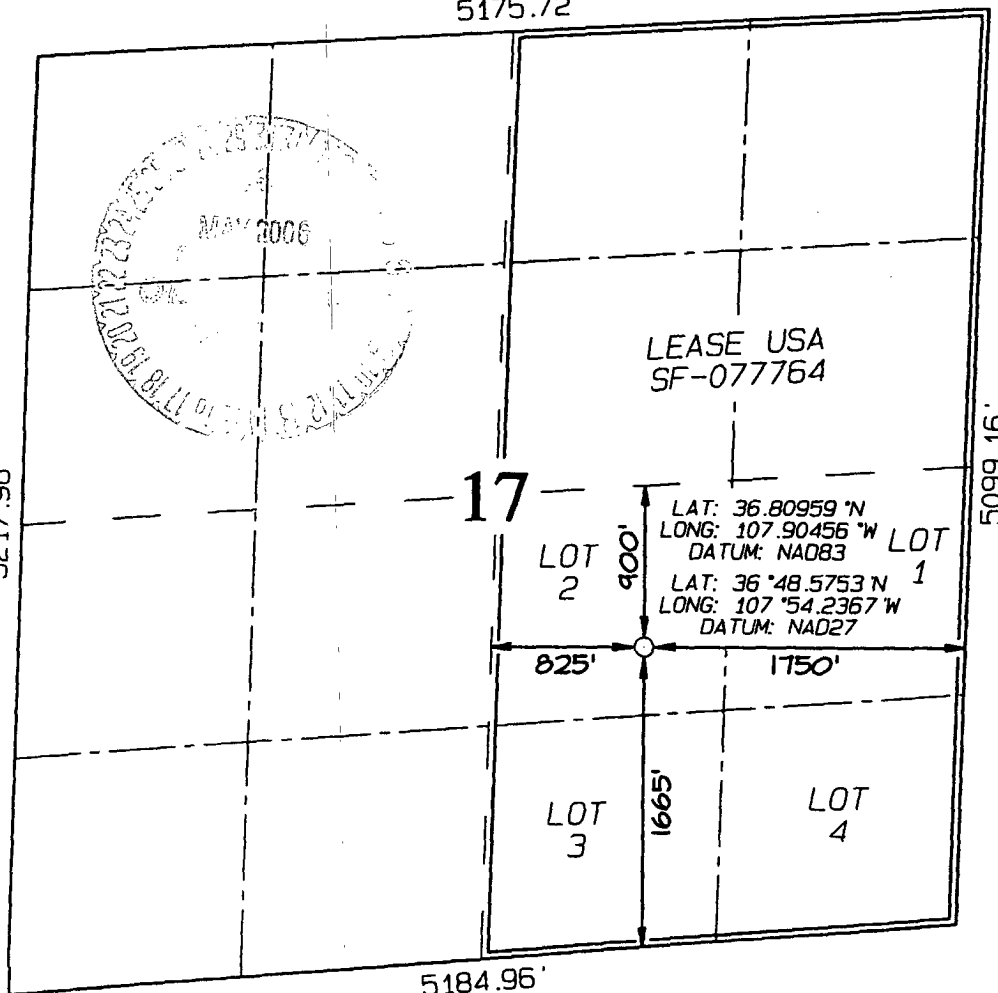 5175.72'
MAY 2006
LEASE USA
SF-077764
5099.16'
17
LAT: 36.80959 °N
LONG: 107.90456 °W
DATUM: NAD83
LAT: 36 °48.5753 'N
LONG: 107 °54.2367 'W
DATUM: NAD27
LOT
1
LOT
2
900'
825'
1750'
1665'
LOT
3
LOT
4
5184.96'